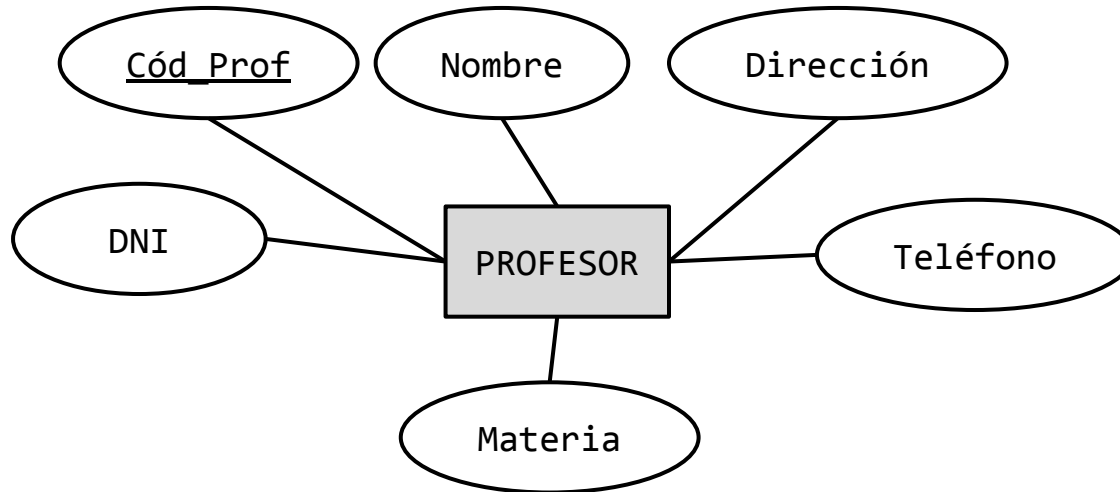 Cód_Prof
Nombre
Dirección
DNI
PROFESOR
Teléfono
Materia